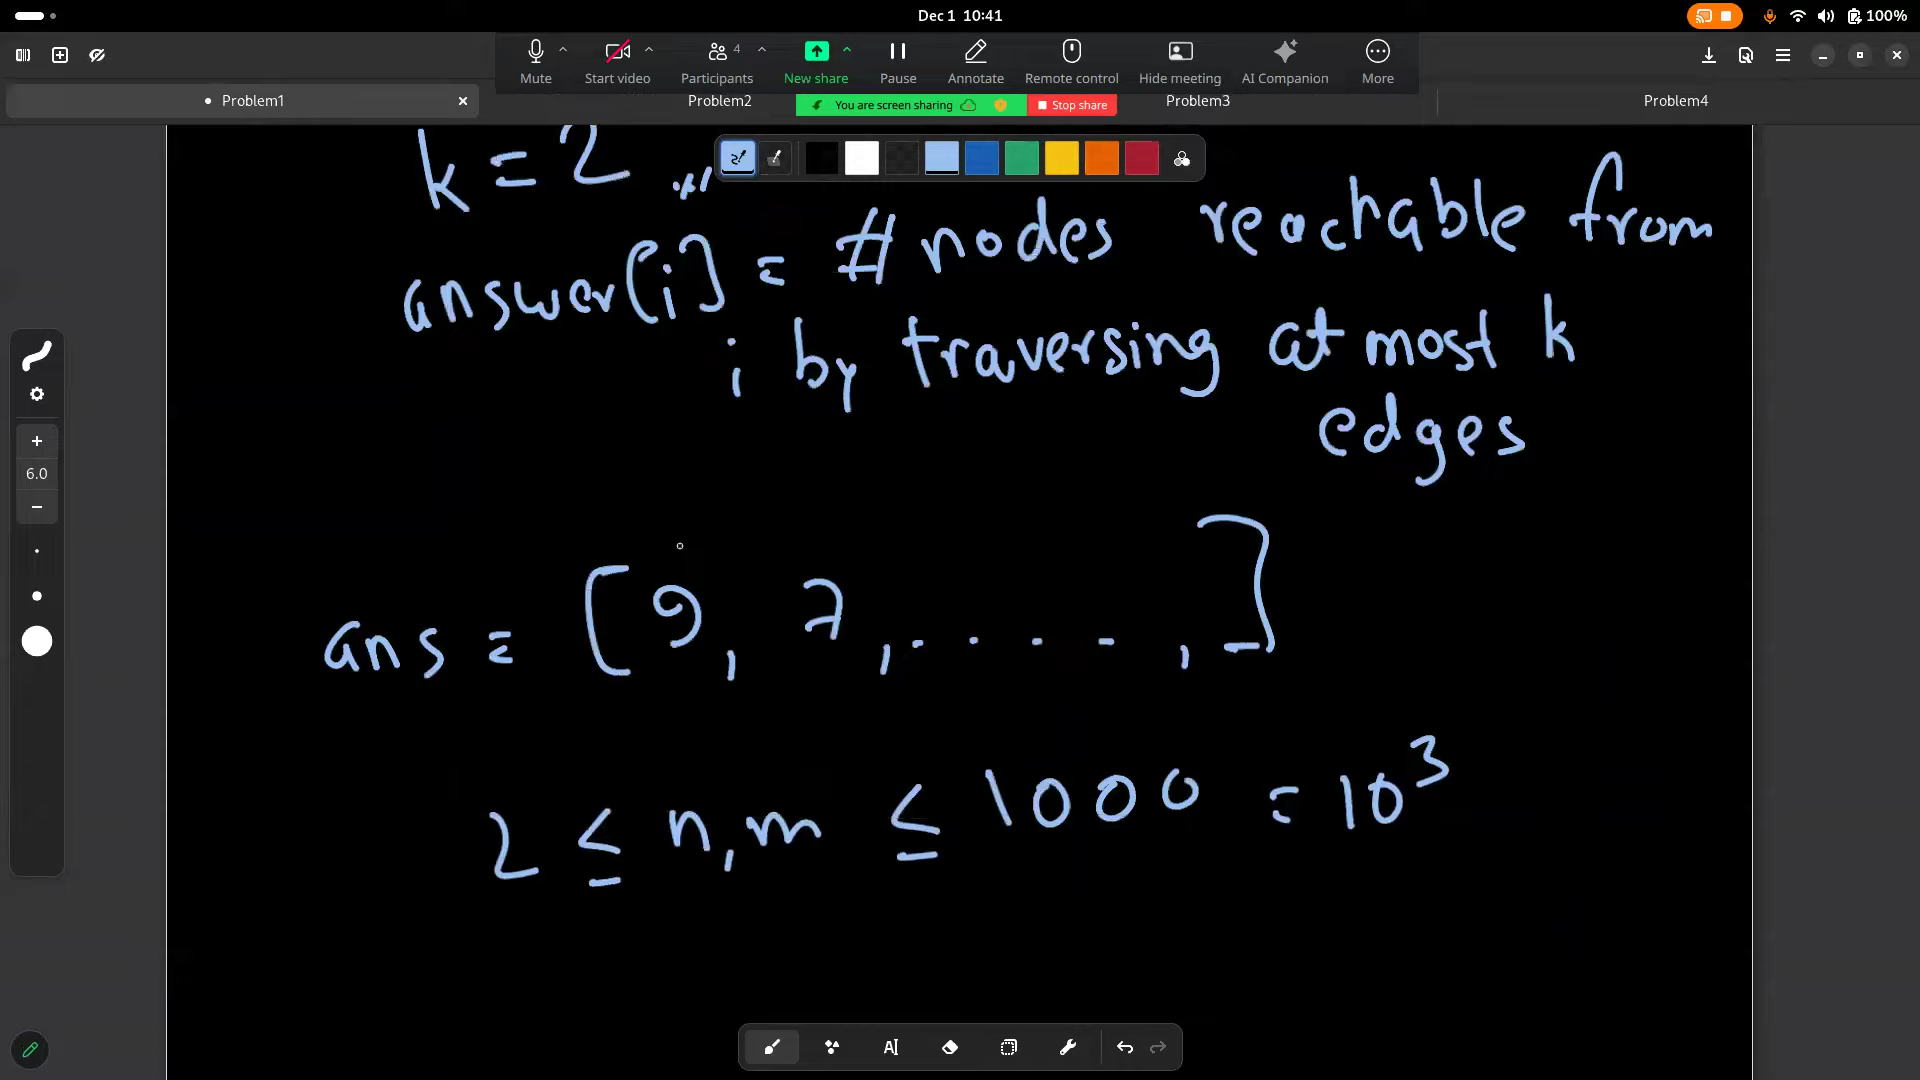 Dec 1 10:41
100%
Mute
Start video
Participants
4
New share
Pause
Annotate
Remote control
Hide meeting
AI Companion
More
Problem1
Problem2
You are screen sharing
Stop share
Problem3
Problem4
k = 2
answer[i] = # nodes reachable from
i by traversing at most k
edges
6.0
ans = [9, 7, . . . . , ]
2 ≤ n,m ≤ 1000 = 10³